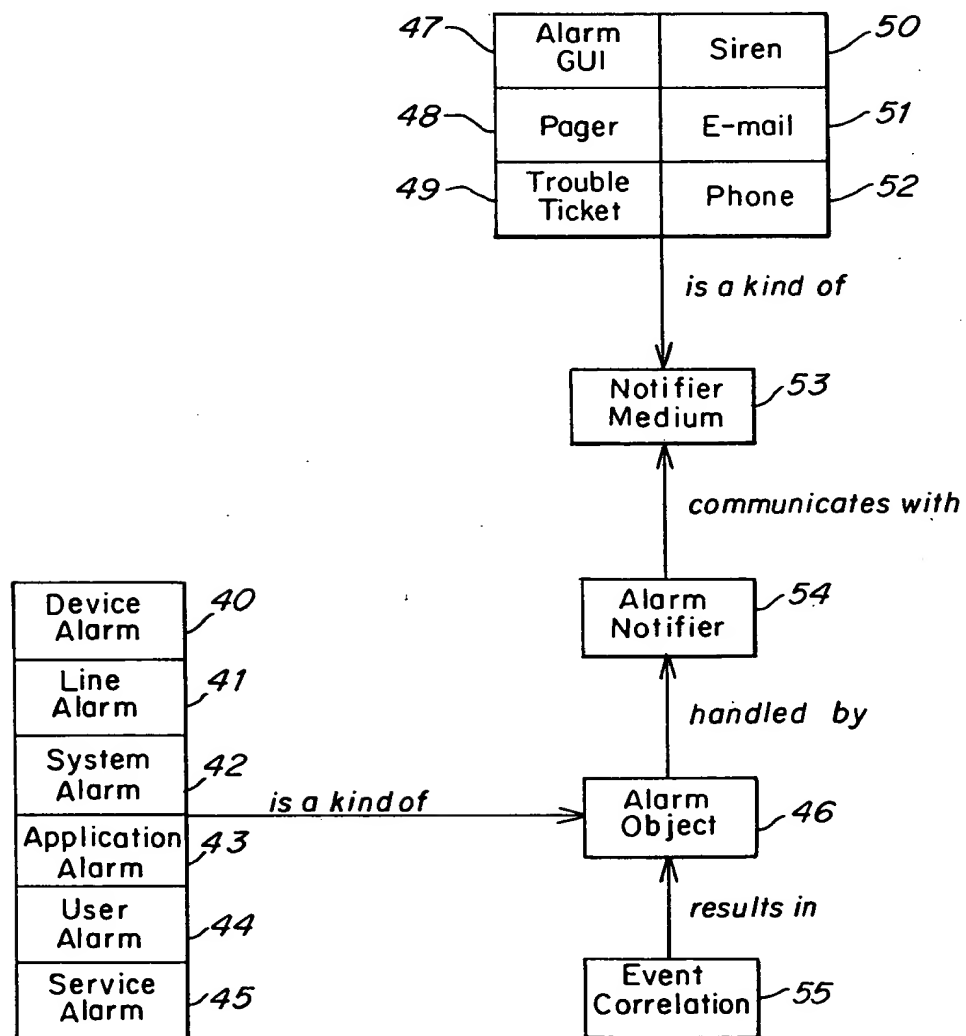 47
Alarm
GUI
Siren
50
48
Pager
E-mail
51
49
Trouble
Ticket
Phone
52
is a kind of
Notifier
Medium
53
communicates with
Alarm
Notifier
54
handled by
Device
Alarm
40
Line
Alarm
41
System
Alarm
42
Application
Alarm
43
User
Alarm
44
Service
Alarm
45
is a kind of
Alarm
Object
46
results in
Event
Correlation
55